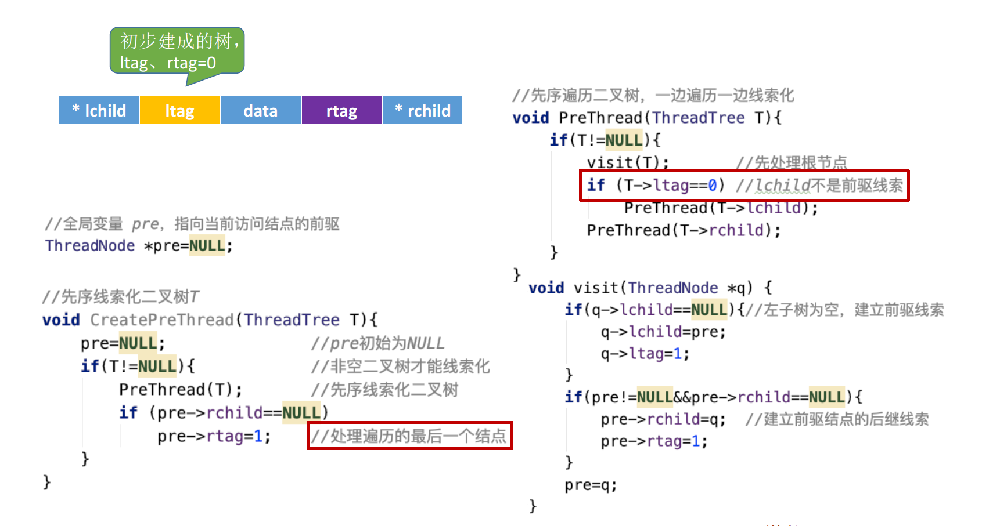 初步建成的树，
ltag、rtag=0
* lchild ltag data rtag * rchild
//全局变量 pre，指向当前访问结点的前驱
ThreadNode *pre=NULL;
//先序线索化二叉树T
void CreatePreThread(ThreadTree T){
pre=NULL; //pre初始为NULL
if(T!=NULL){ //非空二叉树才能线索化
PreThread(T); //先序线索化二叉树
if (pre->rchild==NULL)
pre->rtag=1; //处理遍历的最后一个结点
}
}
//先序遍历二叉树，一边遍历一边线索化
void PreThread(ThreadTree T){
if(T!=NULL){
visit(T); //先处理根节点
if (T->ltag==0) //lchild不是前驱线索
PreThread(T->lchild);
PreThread(T->rchild);
}
}
void visit(ThreadNode *q) {
if(q->lchild==NULL){//左子树为空，建立前驱线索
q->lchild=pre;
q->ltag=1;
}
if(pre!=NULL&&pre->rchild==NULL){
pre->rchild=q; //建立前驱结点的后继线索
pre->rtag=1;
}
pre=q;
}